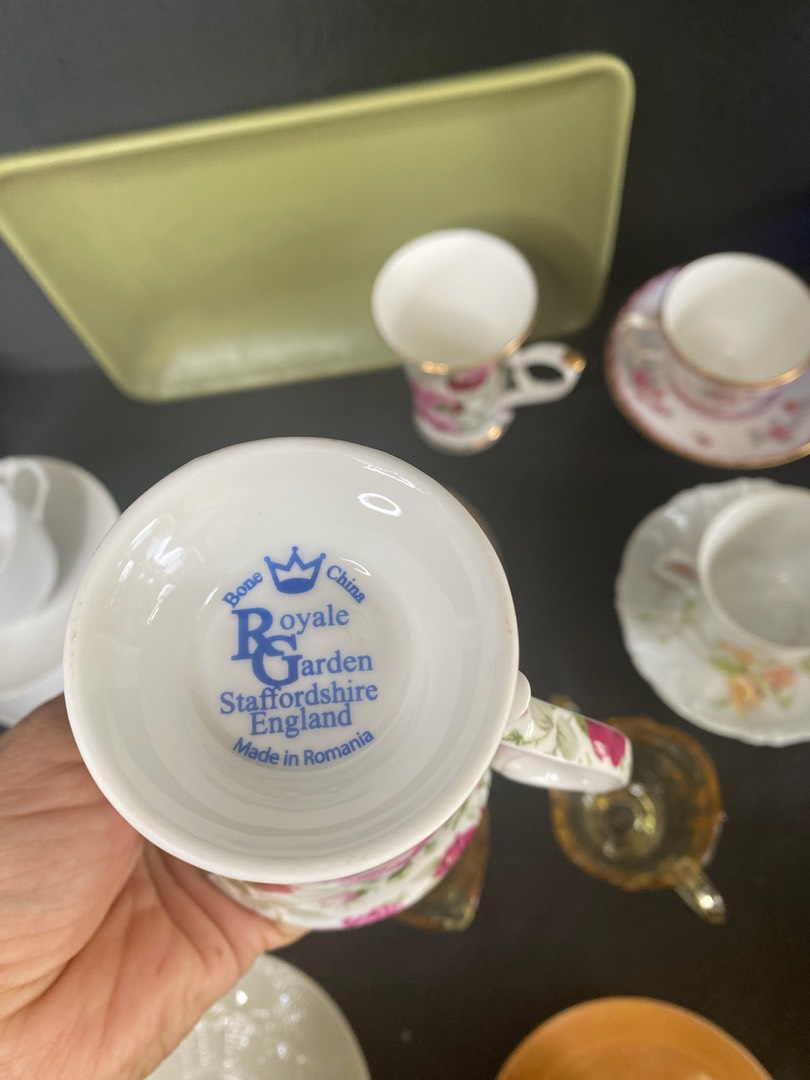 Bone China
Royale
Garden
Staffordshire
England
Made in Romania